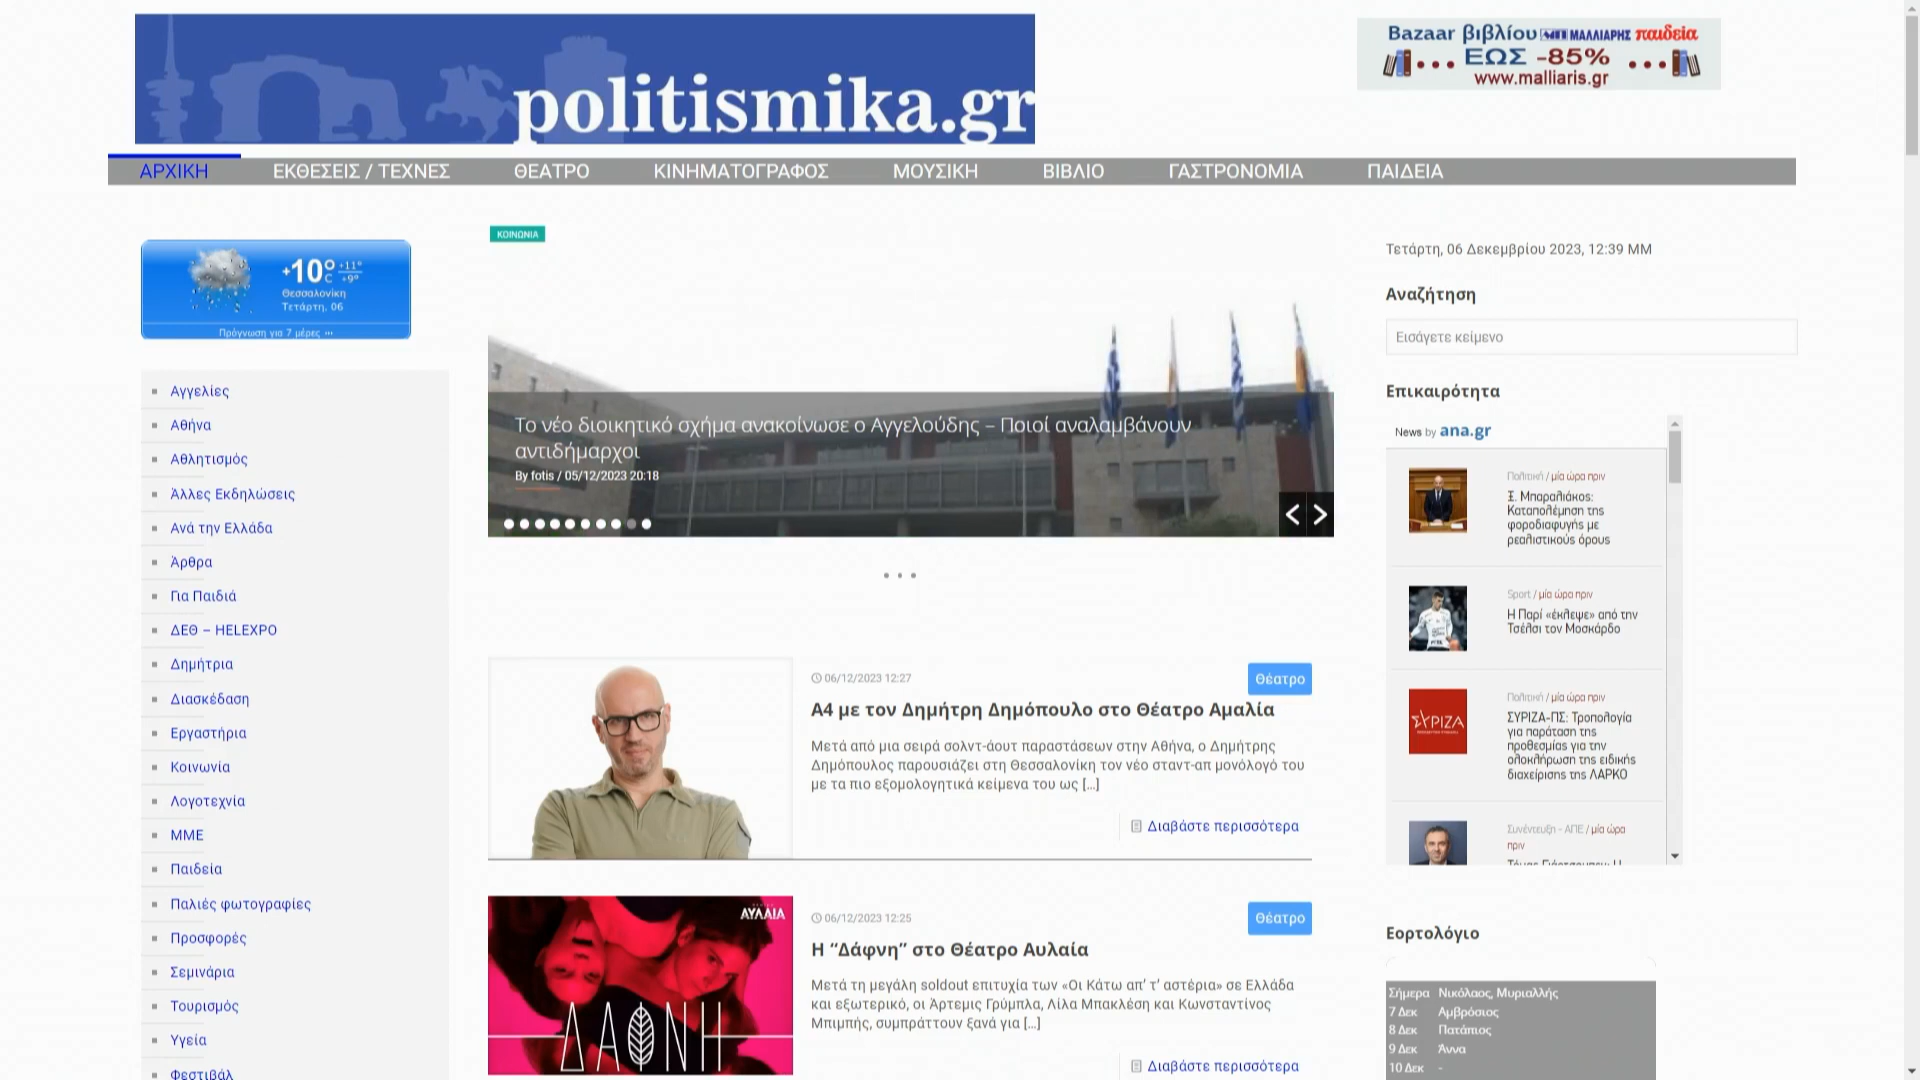 politismika.gr
Bazaar βιβλίου ΜΑΛΛΙΑΡΗΣ παιδεία
ΕΩΣ -85%
www.malliaris.gr
ΑΡΧΙΚΗ ΕΚΘΕΣΕΙΣ / ΤΕΧΝΕΣ ΘΕΑΤΡΟ ΚΙΝΗΜΑΤΟΓΡΑΦΟΣ ΜΟΥΣΙΚΗ ΒΙΒΛΙΟ ΓΑΣΤΡΟΝΟΜΙΑ ΠΑΙΔΕΙΑ
+10° C +11° +9°
Θεσσαλονίκη
Τετάρτη, 06
Πρόγνωση για 7 μέρες
Αγγελίες
Αθήνα
Αθλητισμός
Άλλες Εκδηλώσεις
Ανά την Ελλάδα
Άρθρα
Για Παιδιά
ΔΕΘ – HELEXPO
Δημήτρια
Διασκέδαση
Εργαστήρια
Κοινωνία
Λογοτεχνία
ΜΜΕ
Παιδεία
Παλιές φωτογραφίες
Προσφορές
Σεμινάρια
Τουρισμός
Υγεία
Φεστιβάλ
ΚΟΙΝΩΝΙΑ
Το νέο διοικητικό σχήμα ανακοίνωσε ο Αγγελούδης – Ποιοί αναλαμβάνουν
αντιδήμαρχοι
By fotis / 05/12/2023 20:18
06/12/2023 12:27 Θέατρο
Α4 με τον Δημήτρη Δημόπουλο στο Θέατρο Αμαλία
Μετά από μια σειρά σολντ-άουτ παραστάσεων στην Αθήνα, ο Δημήτρης
Δημόπουλος παρουσιάζει στη Θεσσαλονίκη τον νέο σταντ-απ μονόλογό του
με τα πιο εξομολογητικά κείμενα του ως [...]
Διαβάστε περισσότερα
ΑΥΛΑΙΑ
ΔΑΦΝΗ
06/12/2023 12:25 Θέατρο
Η “Δάφνη” στο Θέατρο Αυλαία
Μετά τη μεγάλη soldout επιτυχία των «Οι Κάτω απ’ τ’ αστέρια» σε Ελλάδα
και εξωτερικό, οι Άρτεμις Γρύμπλα, Λίλα Μπακλέση και Κωνσταντίνος
Μπιμπής, συμπράττουν ξανά για [...]
Διαβάστε περισσότερα
Τετάρτη, 06 Δεκεμβρίου 2023, 12:39 ΜΜ
Αναζήτηση
Εισάγετε κείμενο
Επικαιρότητα
News by ana.gr
Πολιτική / μία ώρα πριν
Ξ. Μπαραλιάκος:
Καταπολέμηση της
φοροδιαφυγής με
ρεαλιστικούς όρους
Sport / μία ώρα πριν
Η Παρί «έκλεψε» από την
Τσέλσι τον Μοσκάρδο
ΣΥΡΙΖΑ
Πολιτική / μία ώρα πριν
ΣΥΡΙΖΑ-ΠΣ: Τροπολογία
για παράταση της
προθεσμίας για την
ολοκλήρωση της ειδικής
διαχείρισης της ΛΑΡΚΟ
Συνέντευξη - ΑΠΕ / μία ώρα
πριν
Εορτολόγιο
Σήμερα Νικόλαος, Μυριαλλής
7 Δεκ Αμβρόσιος
8 Δεκ Πατάπιος
9 Δεκ Άννα
10 Δεκ -